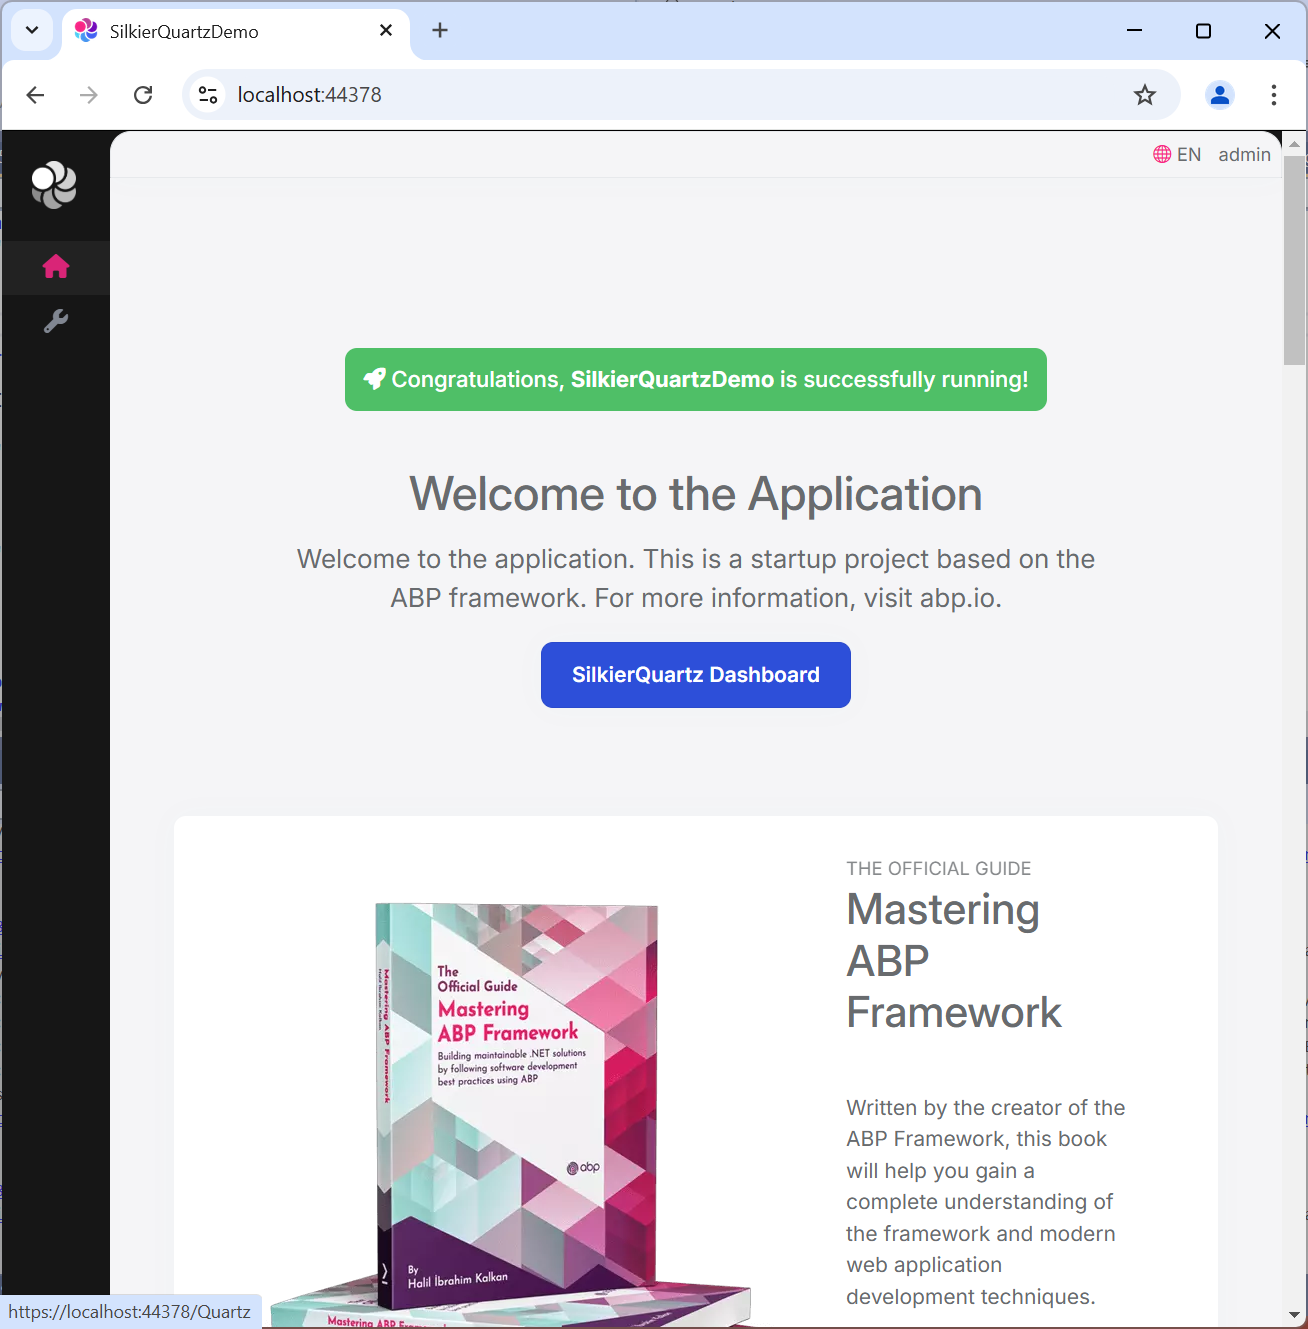 SilkierQuartzDemo
localhost:44378
EN admin
Congratulations, SilkierQuartzDemo is successfully running!
Welcome to the Application
Welcome to the application. This is a startup project based on the
ABP framework. For more information, visit abp.io.
SilkierQuartz Dashboard
THE OFFICIAL GUIDE
Mastering
ABP
Framework
Written by the creator of the
ABP Framework, this book
will help you gain a
complete understanding of
the framework and modern
web application
development techniques.
The
Official Guide
Mastering
ABP Framework
Building maintainable .NET solutions
by following software development
best practices using ABP
abp
By
Halil İbrahim Kalkan
Mastering ABP Framework
Halil İbrahim Kalkan
Mastering ABP
https://localhost:44378/Quartz